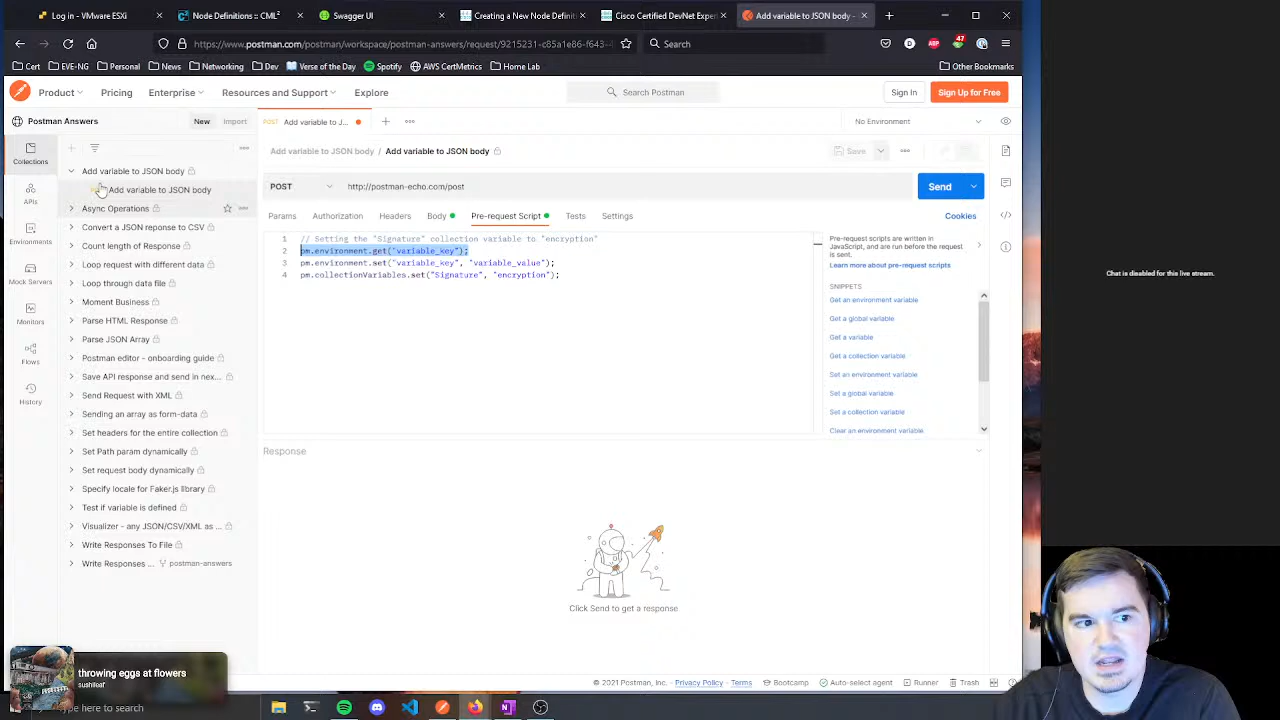 Log in - Postman
Node Definitions – CML²
Swagger UI
Creating a New Node Definiti
Cisco Certified DevNet Expert
Add variable to JSON body
https://www.postman.com/workspace/postman-answers/request/9215231-c65a1e86-f643-
Search
Cert
EVE-NG
Personal
Work
Networking
Dev
Verse of the Day
Spotify
AWS CertMetrics
Home Lab
Other Bookmarks
47
ABP
Product
Pricing
Enterprise
Resources and Support
Explore
Search Postman
Sign In
Sign Up for Free
Postman Answers
New
Import
POST
Add variable to J...
No Environment
Collections
APIs
Environments
Mock Servers
Monitors
Flows
History
Add variable to JSON body
Add variable to JSON body
Async Operations
Convert a JSON reponse to CSV
Count length of Response
Loop request with different data
Loop through data file
Moment Business
Parse HTML Response
Parse JSON Array
Postman editor - onboarding guide
Save API response and send in nex...
Send Request with XML
Sending an array as form-data
Set headers for the entire collection
Set Path param dynamically
Set request body dynamically
Specify locale for Faker.js library
Test if variable is defined
Visualizer - any JSON/CSV/XML as ...
Write Responses To File
Write Responses ...
postman-answers
Add variable to JSON body / Add variable to JSON body
Save
POST
http://postman-echo.com/post
Send
Params
Authorization
Headers
Body
Pre-request Script
Tests
Settings
Cookies
1 // Setting the "Signature" collection variable to "encryption"
2 pm.environment.get("variable_key");
3 pm.environment.set("variable_key", "variable_value");
4 pm.collectionVariables.set("Signature", "encryption");
Pre-request scripts are written in
JavaScript, and are run before the request
is sent.
Learn more about pre-request scripts
SNIPPETS
Get an environment variable
Get a global variable
Get a variable
Get a collection variable
Set an environment variable
Set a global variable
Set a collection variable
Clear an environment variable
Response
Click Send to get a response
Chat is disabled for this live stream.
throwing eggs at flowers
© 2021 Postman, Inc.
Privacy Policy
Terms
Bootcamp
Auto-select agent
Runner
Trash
here to search